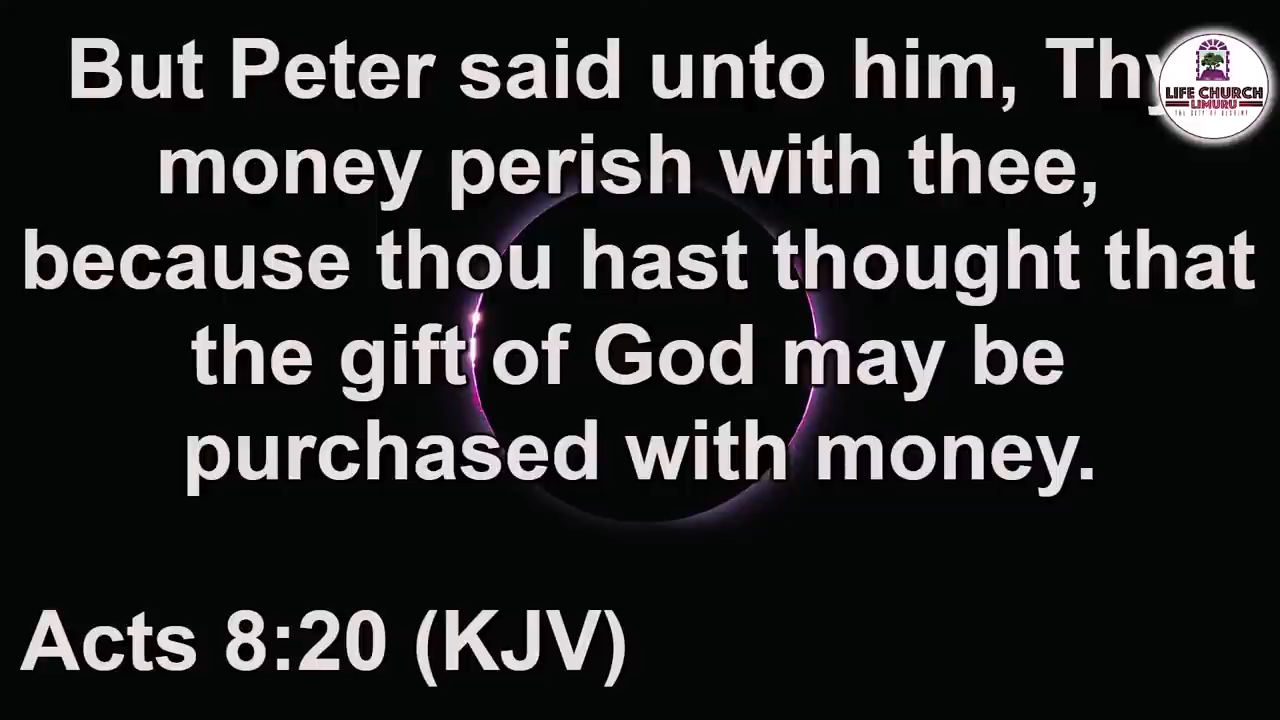 But Peter said unto him, Thy
money perish with thee,
because thou hast thought that
the gift of God may be
purchased with money.
Acts 8:20 (KJV)
LIFE CHURCH
LIMURU